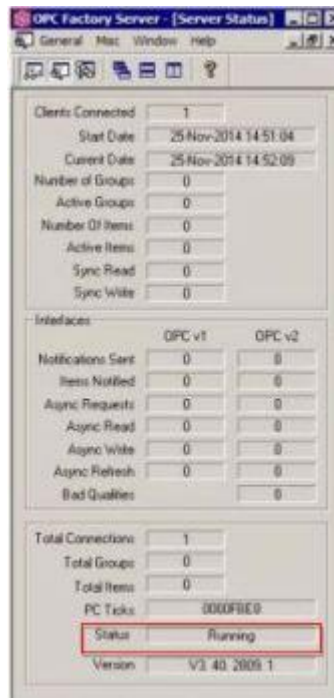 OPC Factory Server - [Server Status]
General Misc Window Help
Clients Connected 1
Start Date 25-Nov-2014 14:51:04
Current Date 25-Nov-2014 14:52:09
Number of Groups 0
Active Groups 0
Number Of Items 0
Active Items 0
Sync Read 0
Sync Write 0
Interfaces
OPC v1 OPC v2
Notifications Sent 0 0
Items Notified 0 0
Async Requests 0 0
Async Read 0 0
Async Write 0 0
Async Refresh 0 0
Bad Qualities 0
Total Connections 1
Total Groups 0
Total Items 0
PC Ticks
Status Running
Version V3. 40. 2809. 1